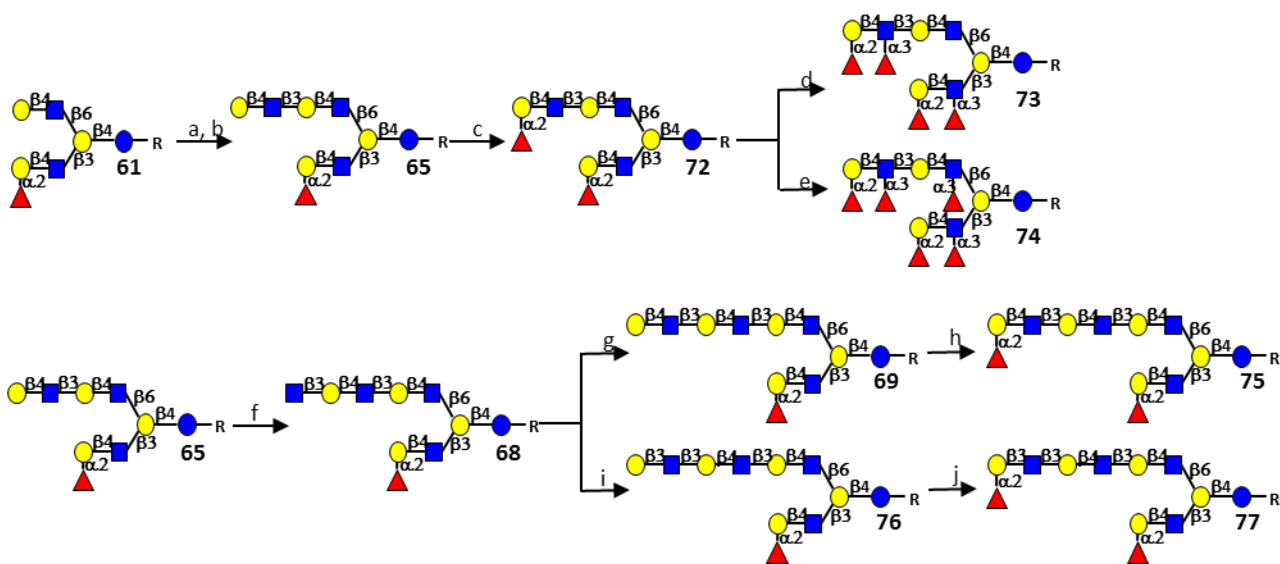 β4 β3 β4
α.2 α.3 β6
β4 R
d β4 β3
α.2 α.3 73
β4
β6
β4 R
a, b
β4 β3
α.2 61
β4 β3 β4
β6
β4 R
c
β4 β3
α.2 65
β4 β3 β4
α.2 β6
β4 R
β4 β3
α.2 72
β4 β3 β4
e α.2 α.3 α.3 β6
β4 R
β4 β3
α.2 α.3 74
β4 β3 β4 β3 β4
β6
g β4 R
β4 β3
α.2 69
h
β4 β3 β4 β3 β4
α.2 β6
β4 R
β4 β3
α.2 75
β4 β3 β4
β6
β4 R
f
β4 β3
α.2 65
β3 β4 β3 β4
β6
β4 R
β4 β3
α.2 68
β3 β3 β4 β3 β4
β6
i β4 R
β4 β3
α.2 76
j
β3 β3 β4 β3 β4
α.2 β6
β4 R
β4 β3
α.2 77